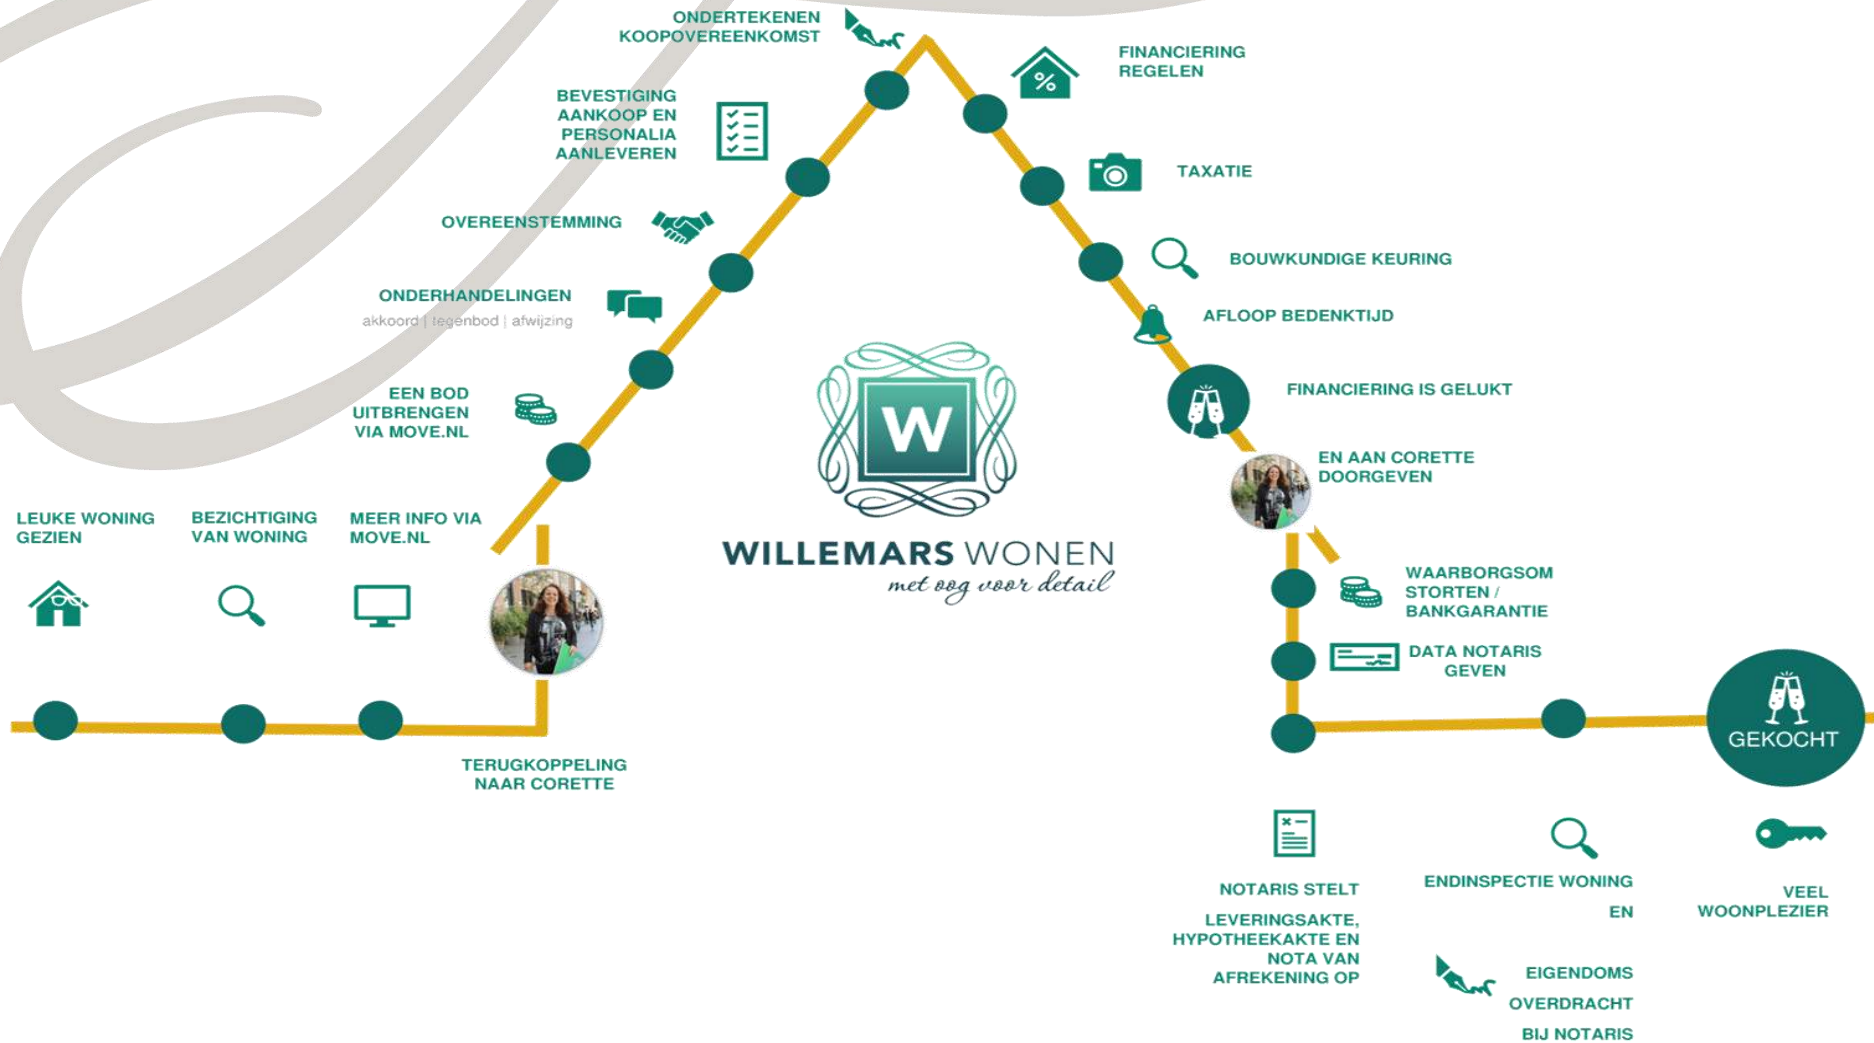 LEUKE WONING
GEZIEN
BEZICHTIGING
VAN WONING
MEER INFO VIA
MOVE.NL
TERUGKOPPELING
NAAR CORETTE
EEN BOD
UITBRENGEN
VIA MOVE.NL
ONDERHANDELINGEN
akkoord | tegenbod | afwijzing
OVEREENSTEMMING
BEVESTIGING
AANKOOP EN
PERSONALIA
AANLEVEREN
ONDERTEKENEN
KOOPOVEREENKOMST
%
FINANCIERING
REGELEN
TAXATIE
BOUWKUNDIGE KEURING
AFLOOP BEDENKTIJD
FINANCIERING IS GELUKT
EN AAN CORETTE
DOORGEVEN
W
WILLEMARS WONEN
met oog voor detail
WAARBORGSOM
STORTEN /
BANKGARANTIE
DATA NOTARIS
GEVEN
NOTARIS STELT
LEVERINGSAKTE,
HYPOTHEEKAKTE EN
NOTA VAN
AFREKENING OP
ENDINSPECTIE WONING
EN
EIGENDOMS
OVERDRACHT
BIJ NOTARIS
GEKOCHT
VEEL
WOONPLEZIER